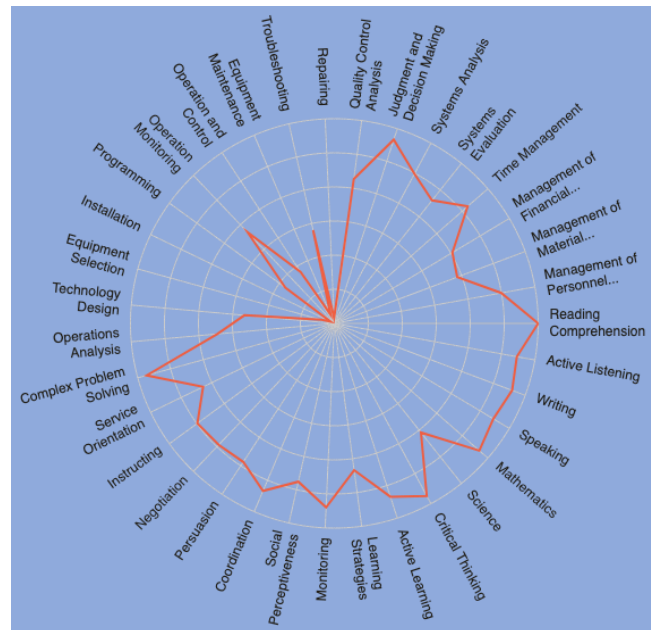 Repairing
Quality Control
Analysis
Judgment and
Decision Making
Systems Analysis
Systems
Evaluation
Time Management
Management of
Financial...
Management of
Material...
Management of
Personnel...
Reading
Comprehension
Active Listening
Writing
Speaking
Mathematics
Science
Critical Thinking
Active Learning
Learning
Strategies
Monitoring
Social
Perceptiveness
Coordination
Persuasion
Negotiation
Instructing
Service
Orientation
Complex Problem
Solving
Operations
Analysis
Technology
Design
Equipment
Selection
Installation
Programming
Operation
Monitoring
Operation and
Control
Equipment
Maintenance
Troubleshooting